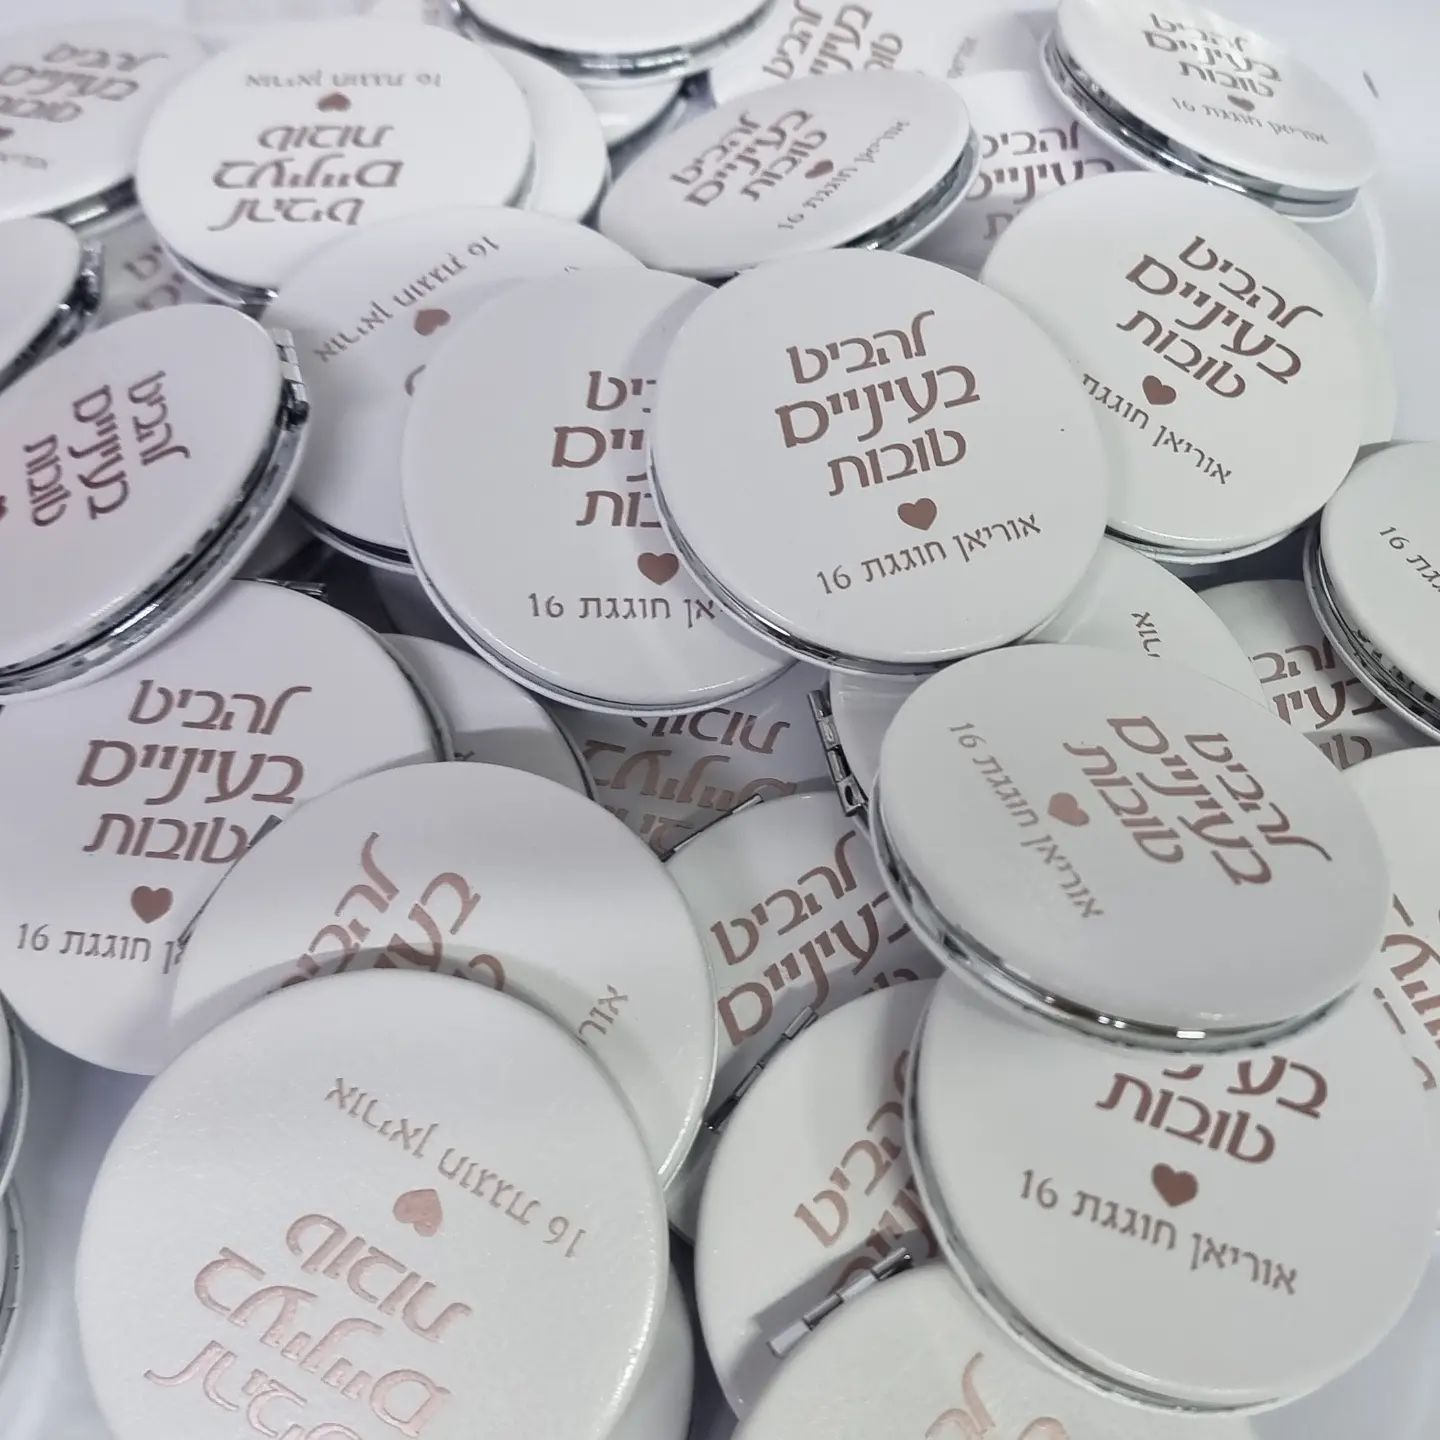 להביט
בעיניים
טובות
אוריאן חוגגת 16